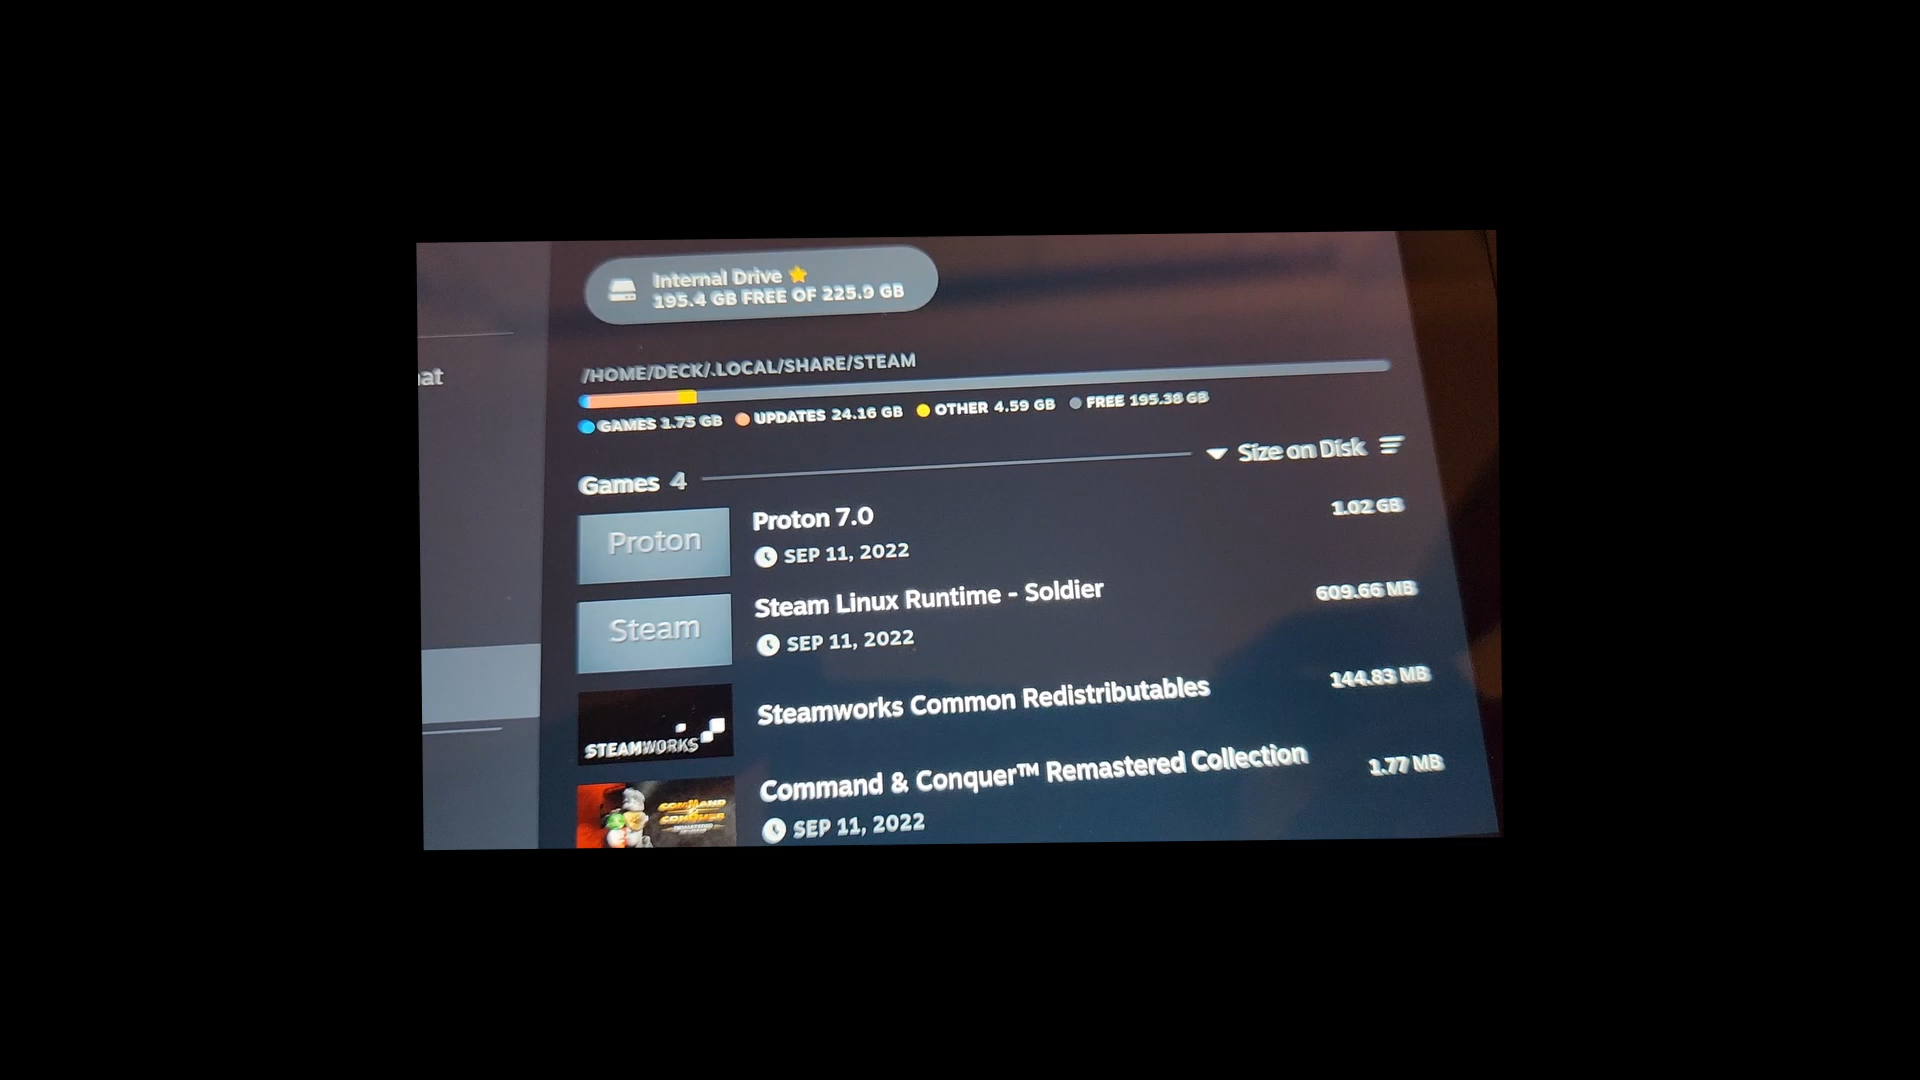 Internal Drive
195.4 GB FREE OF 225.9 GB
at
/HOME/DECK/.LOCAL/SHARE/STEAM
GAMES 1.75 GB UPDATES 24.16 GB OTHER 4.59 GB FREE 195.38 GB
Games 4
Size on Disk
Proton
Proton 7.0
1.02 GB
SEP 11, 2022
Steam
Steam Linux Runtime - Soldier
609.66 MB
SEP 11, 2022
STEAMWORKS
Steamworks Common Redistributables
144.83 MB
COMMAND
CONQUER
Command & Conquer™ Remastered Collection
1.77 MB
SEP 11, 2022